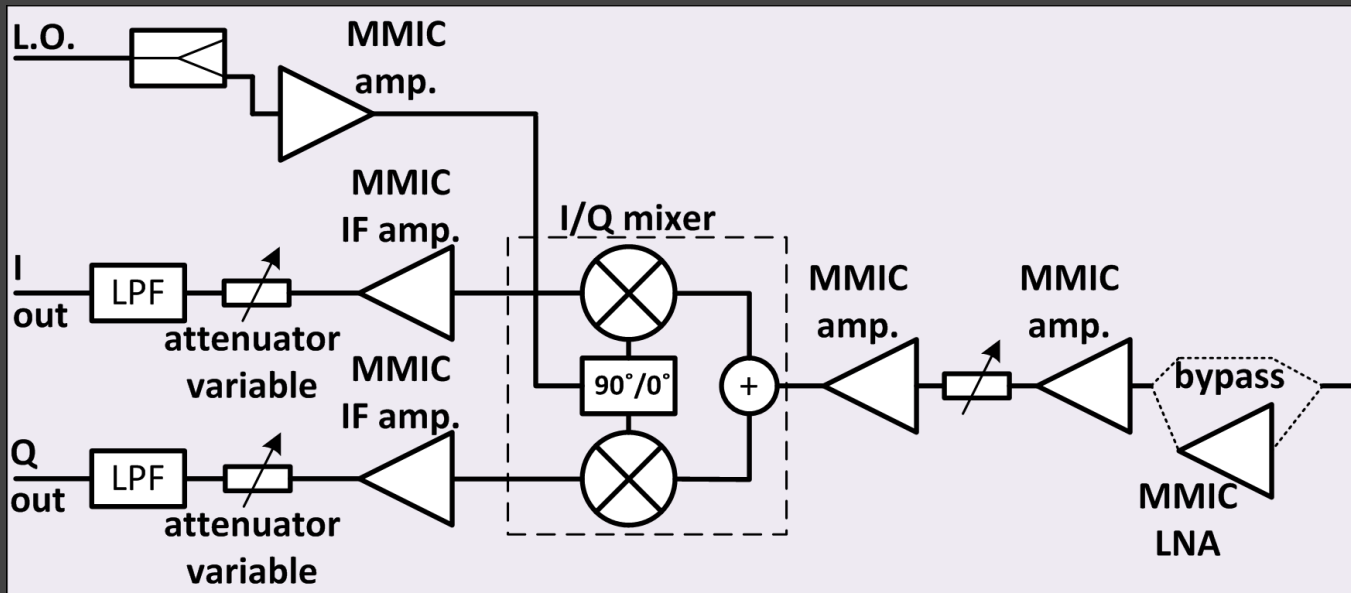 L.O.
MMIC
amp.
MMIC
IF amp.
I/Q mixer
I
out
LPF
attenuator
variable
MMIC
IF amp.
90°/0°
+
MMIC
amp.
MMIC
amp.
bypass
MMIC
LNA
Q
out
LPF
attenuator
variable